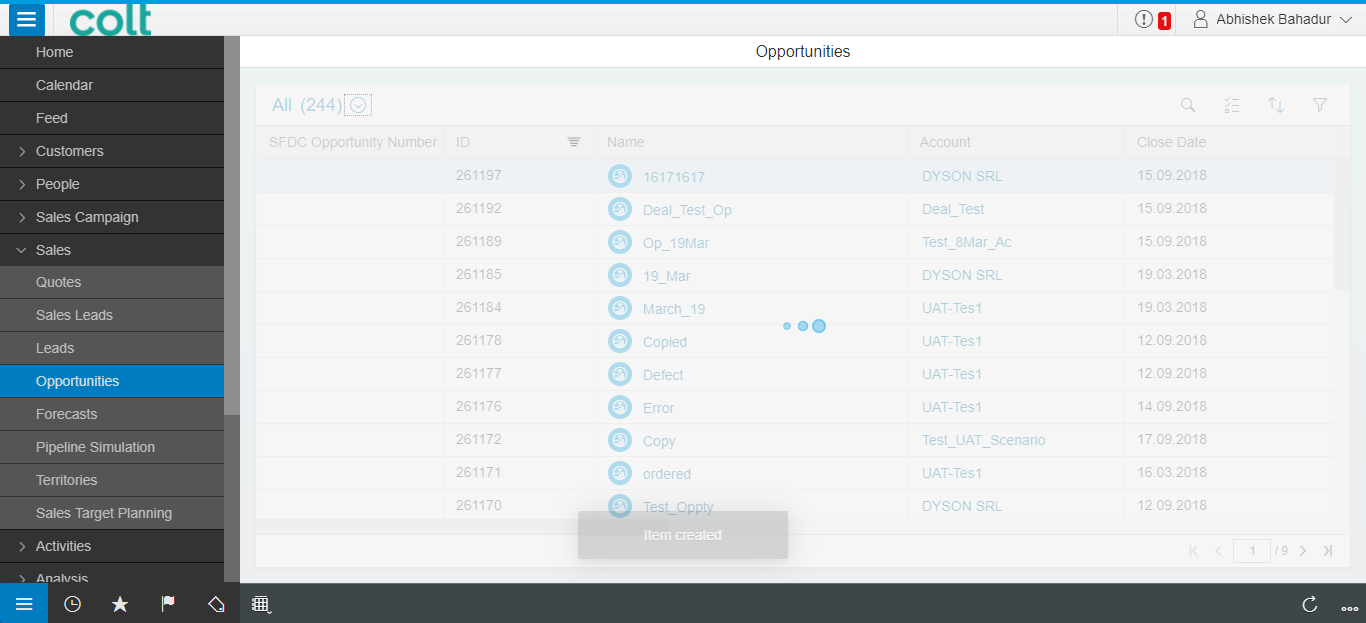 colt
1
Abhishek Bahadur
Home
Calendar
Feed
Customers
People
Sales Campaign
Sales
Quotes
Sales Leads
Leads
Opportunities
Forecasts
Pipeline Simulation
Territories
Sales Target Planning
Activities
Analysis
Opportunities
All (244)
SFDC Opportunity Number ID Name Account Close Date
261197 16171617 DYSON SRL 15.09.2018
261192 Deal_Test_Op Deal_Test 15.09.2018
261189 Op_19Mar Test_8Mar_Ac 15.09.2018
261185 19_Mar DYSON SRL 19.03.2018
261184 March_19 UAT-Tes1 19.03.2018
261178 Copied UAT-Tes1 12.09.2018
261177 Defect UAT-Tes1 12.09.2018
261176 Error UAT-Tes1 14.09.2018
261172 Copy Test_UAT_Scenario 17.09.2018
261171 ordered UAT-Tes1 16.03.2018
261170 Test_Oppty DYSON SRL 12.09.2018
Item created
1 / 9